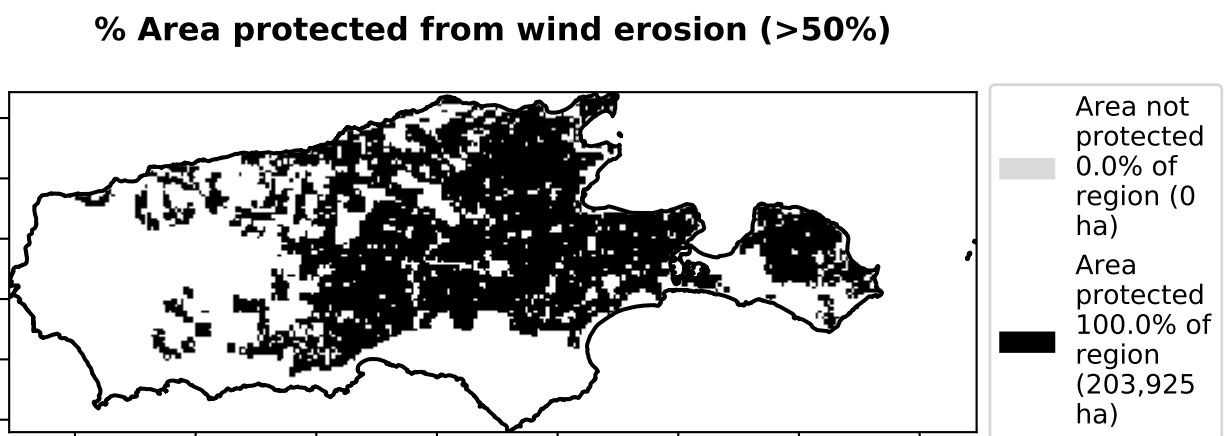 % Area protected from wind erosion (>50%)
Area not
protected
0.0% of
region (0
ha)
Area
protected
100.0% of
region
(203,925
ha)